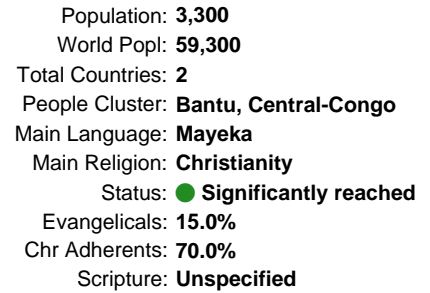 Population: 3,300
World Popl: 59,300
Total Countries: 2
People Cluster: Bantu, Central-Congo
Main Language: Mayeka
Main Religion: Christianity
Status: Significantly reached
Evangelicals: 15.0%
Chr Adherents: 70.0%
Scripture: Unspecified